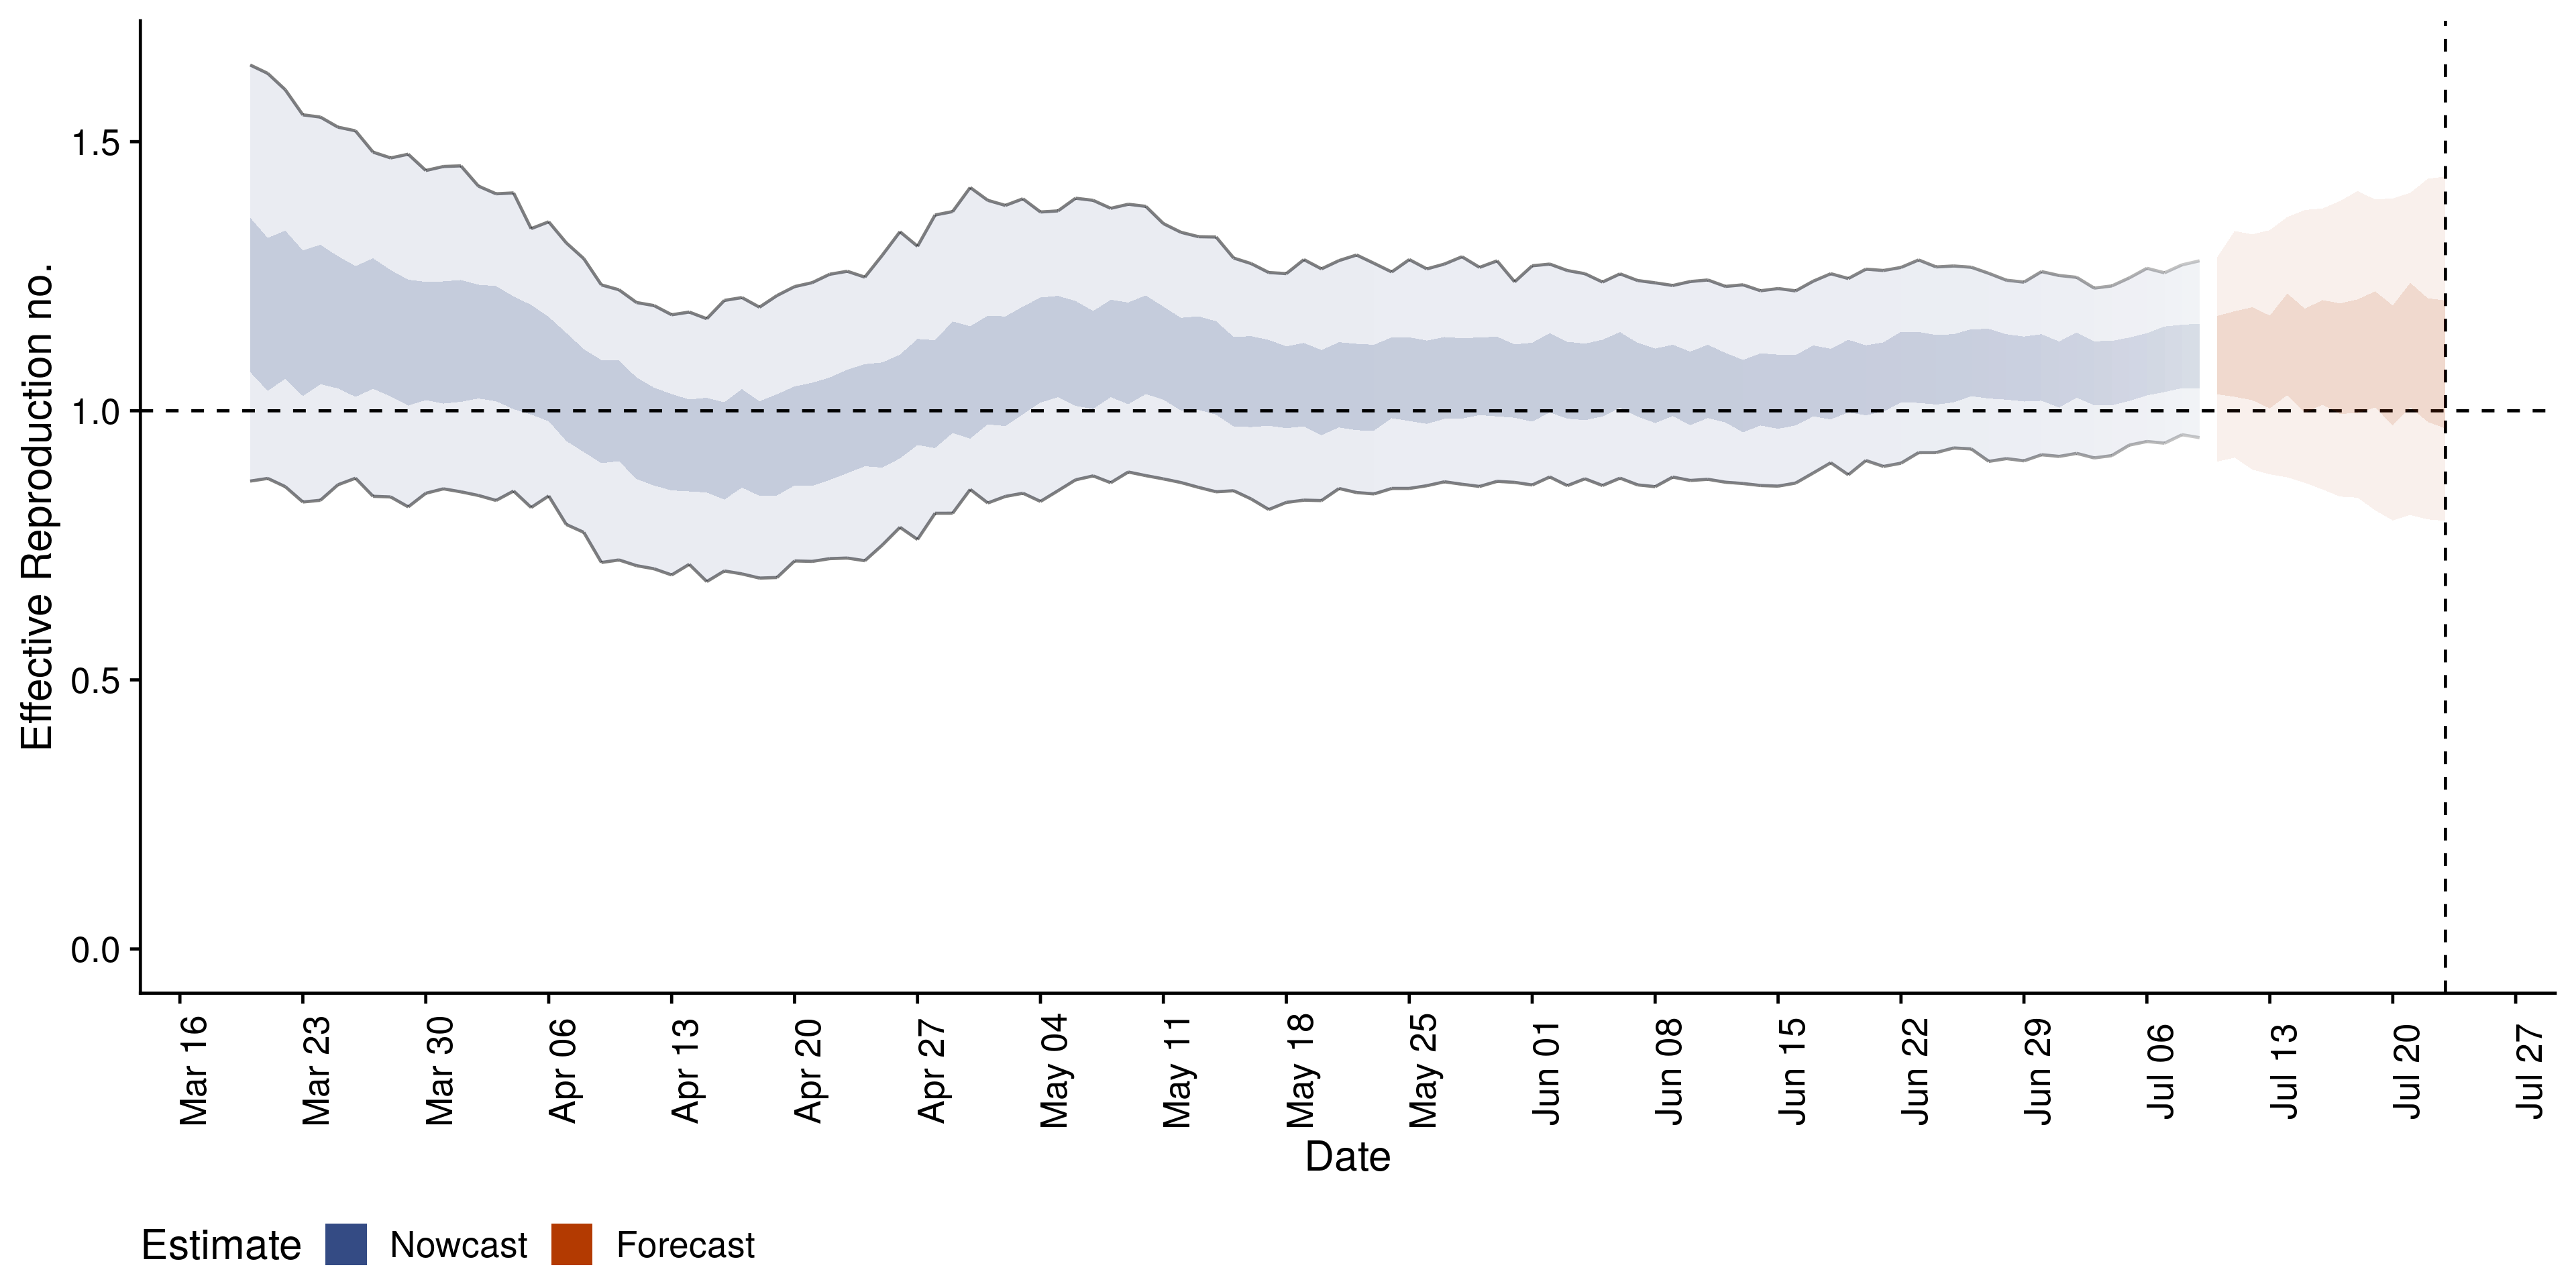 Effective Reproduction no.
1.5
1.0
0.5
0.0
Mar 16
Mar 23
Mar 30
Apr 06
Apr 13
Apr 20
Apr 27
May 04
May 11
May 18
May 25
Jun 01
Jun 08
Jun 15
Jun 22
Jun 29
Jul 06
Jul 13
Jul 20
Jul 27
Date
Estimate Nowcast Forecast